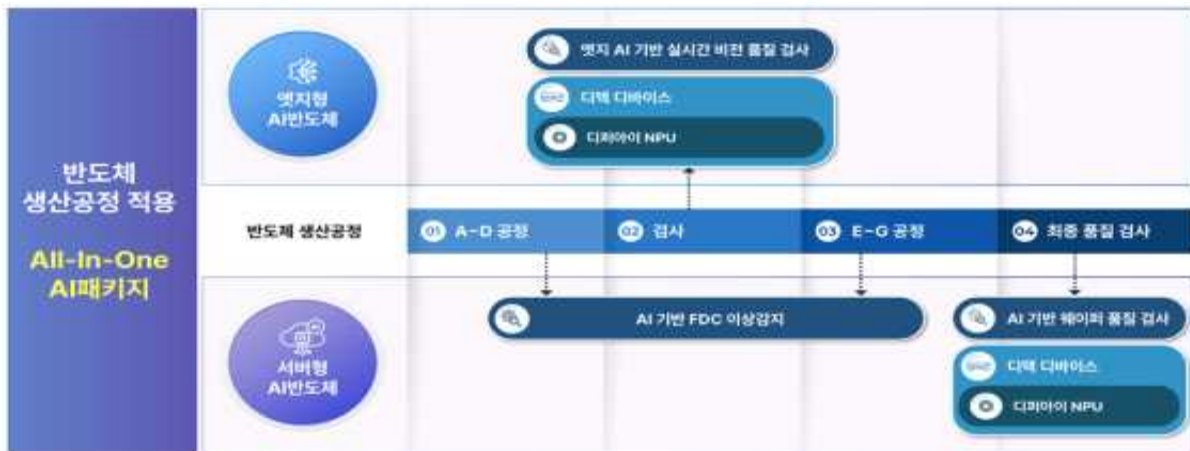 반도체
생산공정 적용
All-In-One
AI패키지
엣지형
AI반도체
엣지 AI 기반 실시간 비전 품질 검사
디맥 디바이스
디퍼아이 NPU
반도체 생산공정
01 A-D 공정
02 검사
03 E-G 공정
04 최종 품질 검사
서버형
AI반도체
AI 기반 FDC 이상감지
AI 기반 웨이퍼 품질 검사
디맥 디바이스
디퍼아이 NPU